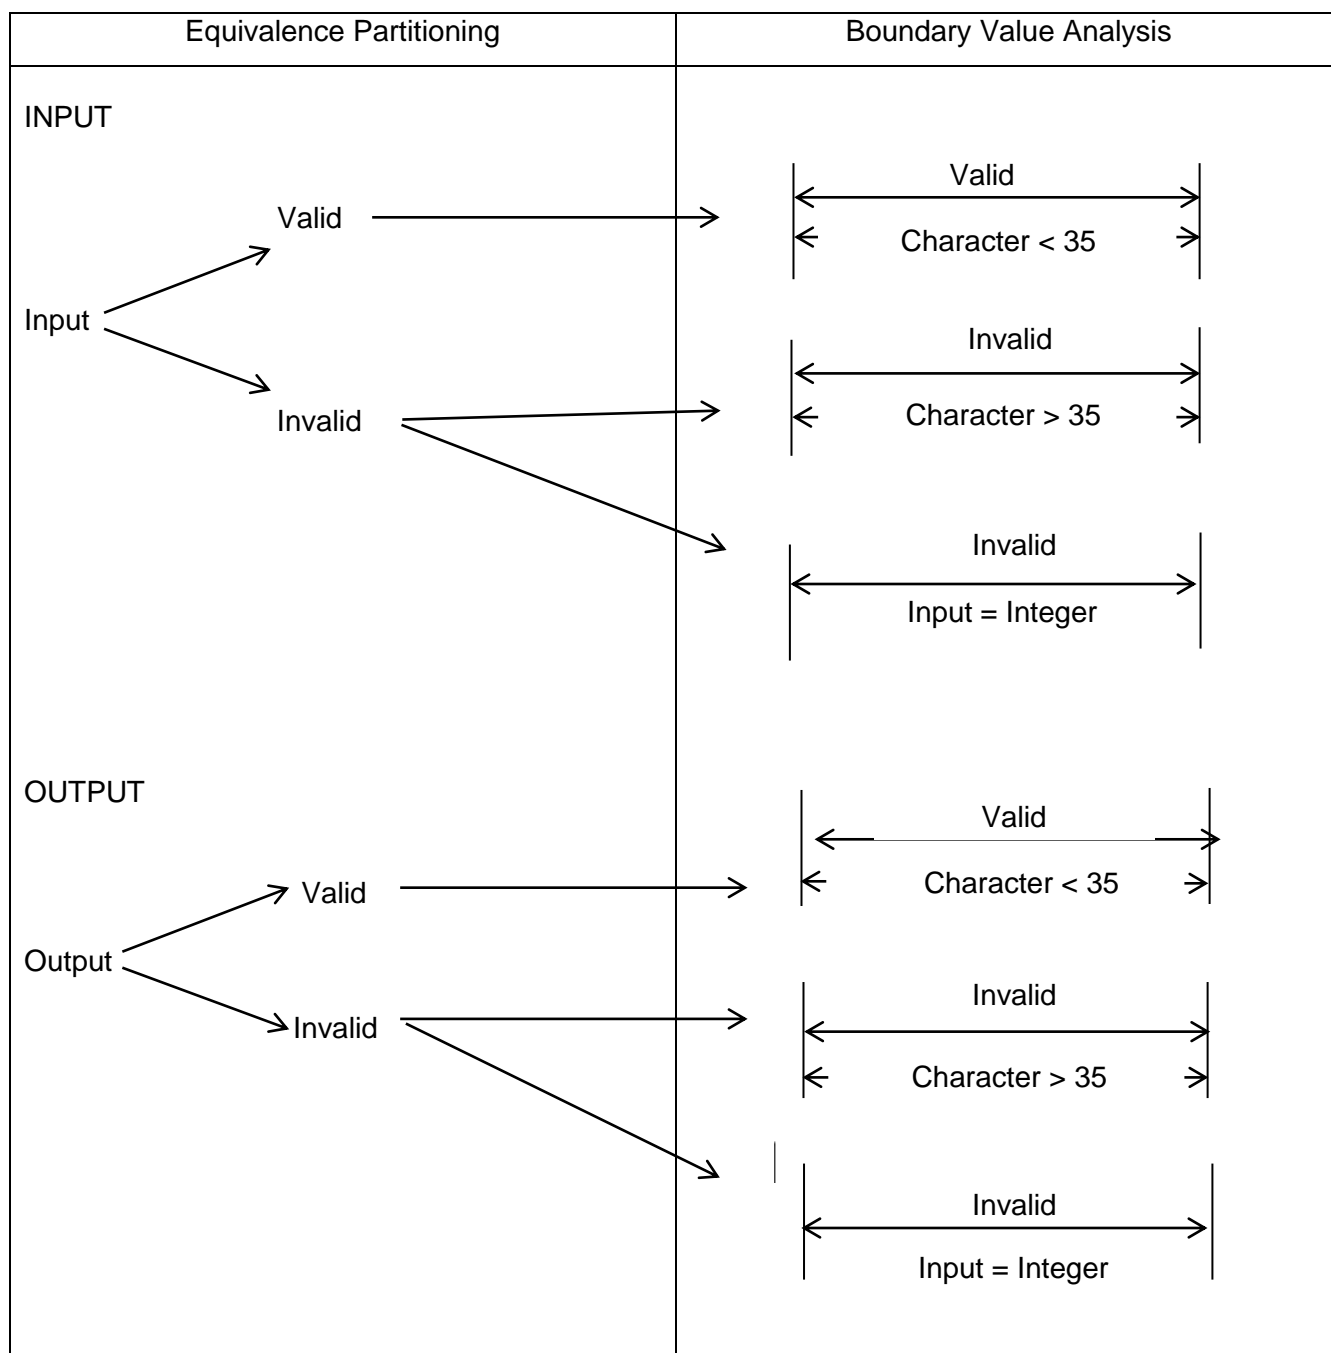 Equivalence Partitioning
Boundary Value Analysis
INPUT
Valid
Valid
Character < 35
Input
Invalid
Character > 35
Invalid
Invalid
Input = Integer
OUTPUT
Valid
Valid
Character < 35
Output
Invalid
Invalid
Character > 35
Invalid
Input = Integer